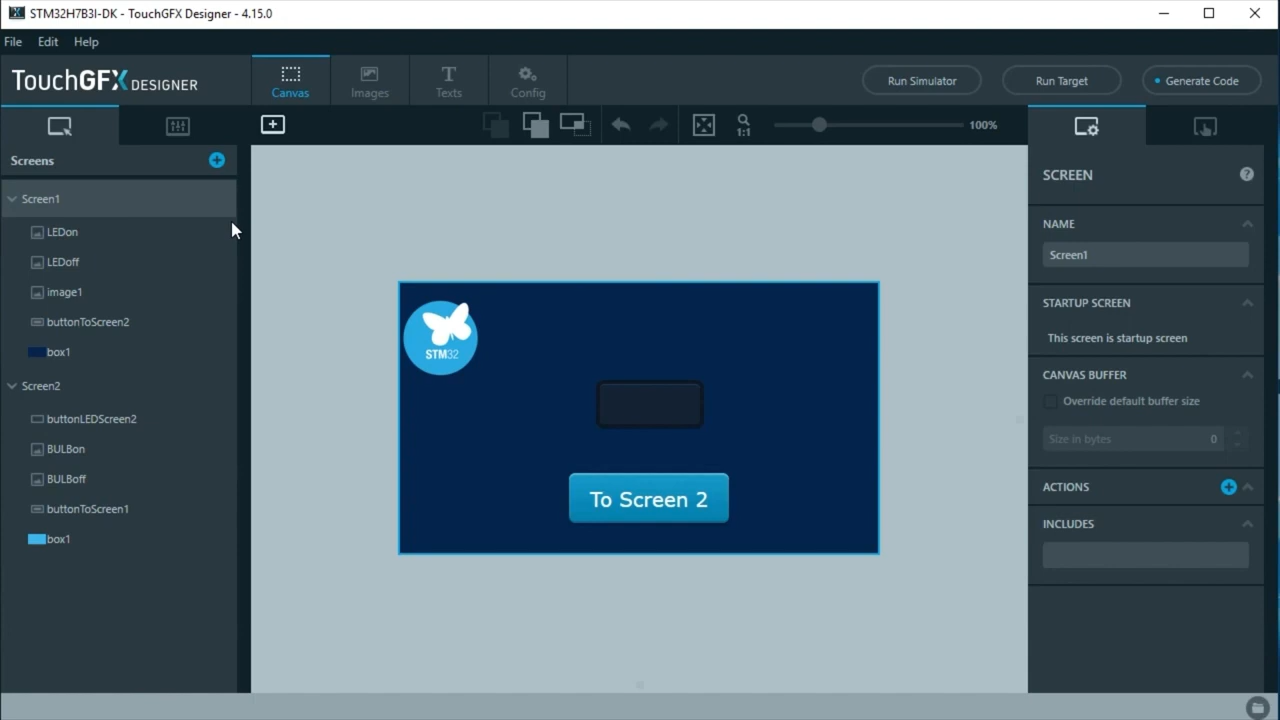 STM32H7B3I-DK - TouchGFX Designer - 4.15.0
File Edit Help
TouchGFX DESIGNER
Canvas
Images
Texts
Config
Run Simulator
Run Target
Generate Code
1:1
100%
Screens
Screen1
LEDon
LEDoff
image1
buttonToScreen2
box1
Screen2
buttonLEDScreen2
BULBon
BULBoff
buttonToScreen1
box1
STM32
To Screen 2
SCREEN
?
NAME
Screen1
STARTUP SCREEN
This screen is startup screen
CANVAS BUFFER
Override default buffer size
Size in bytes 0
ACTIONS
INCLUDES